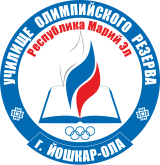 УЧИЛИЩЕ ОЛИМПИЙСКОГО РЕЗЕРВА
Республика Марий Эл
Г. ЙОШКАР-ОЛА